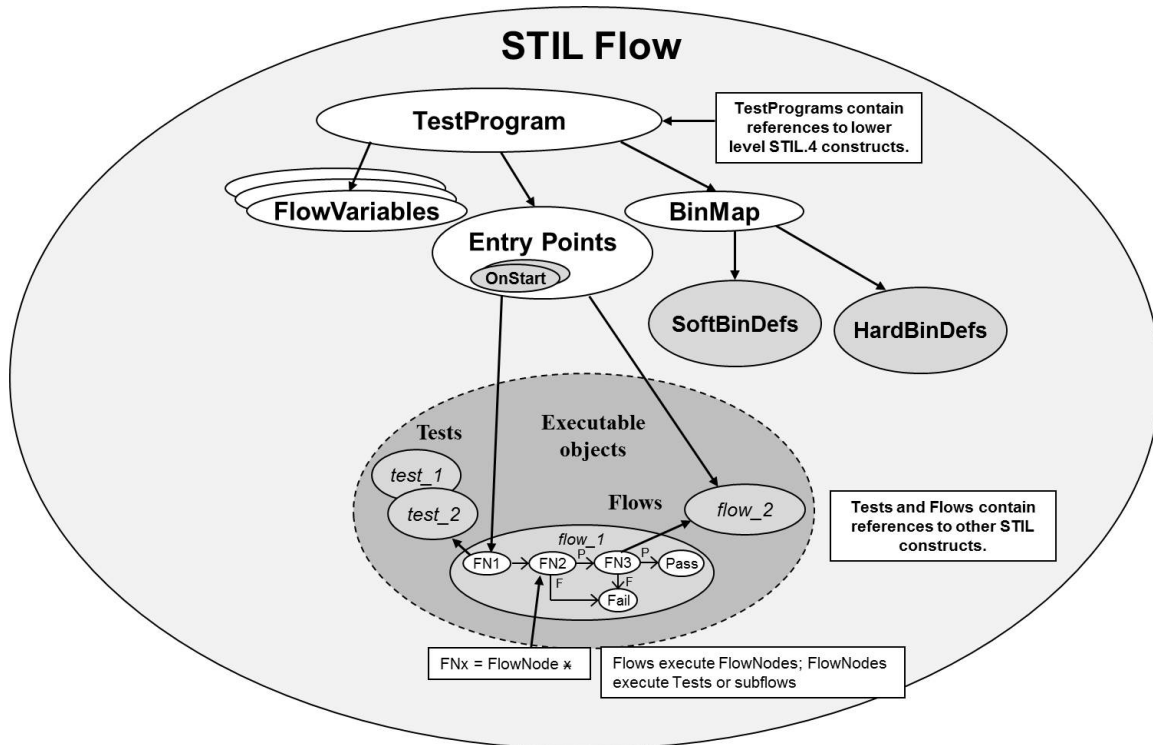 STIL Flow
TestProgram
TestPrograms contain
references to lower
level STIL.4 constructs.
FlowVariables
Entry Points
OnStart
BinMap
SoftBinDefs
HardBinDefs
Executable
objects
Tests
test_1
test_2
Flows
flow_2
flow_1
FN1
FN2
P
FN3
P
Pass
F
F
Fail
Tests and Flows contain
references to other STIL
constructs.
FNx = FlowNode x
Flows execute FlowNodes; FlowNodes
execute Tests or subflows